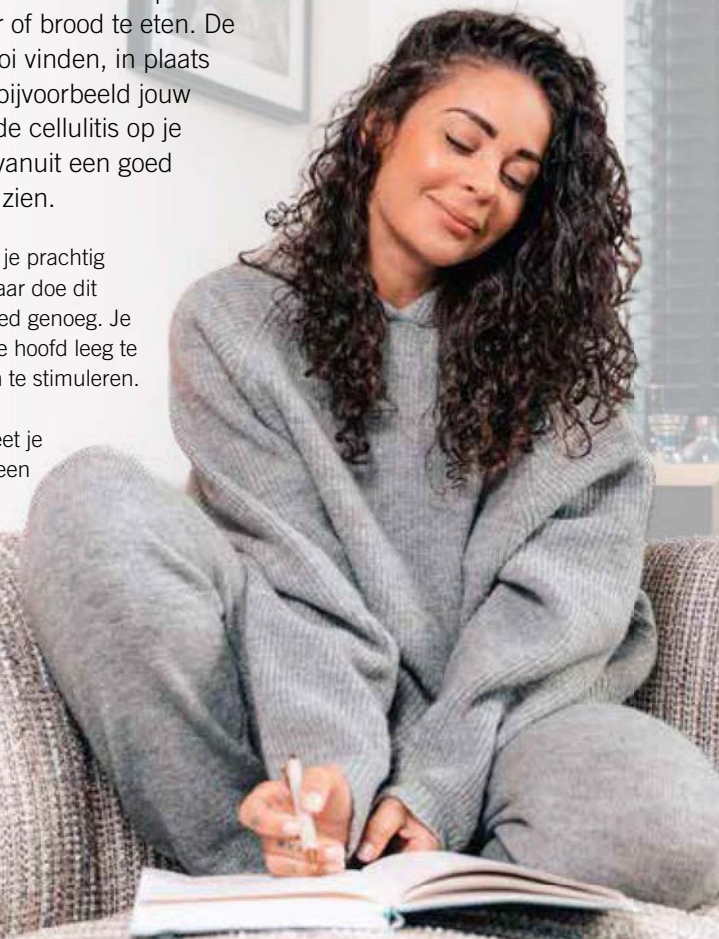 of brood te eten. De
oi vinden, in plaats
bijvoorbeeld jouw
de cellulitis op je
vanuit een goed
zien.
je prachtig
aar doe dit
ed genoeg. Je
e hoofd leeg te
te stimuleren.
eet je
een